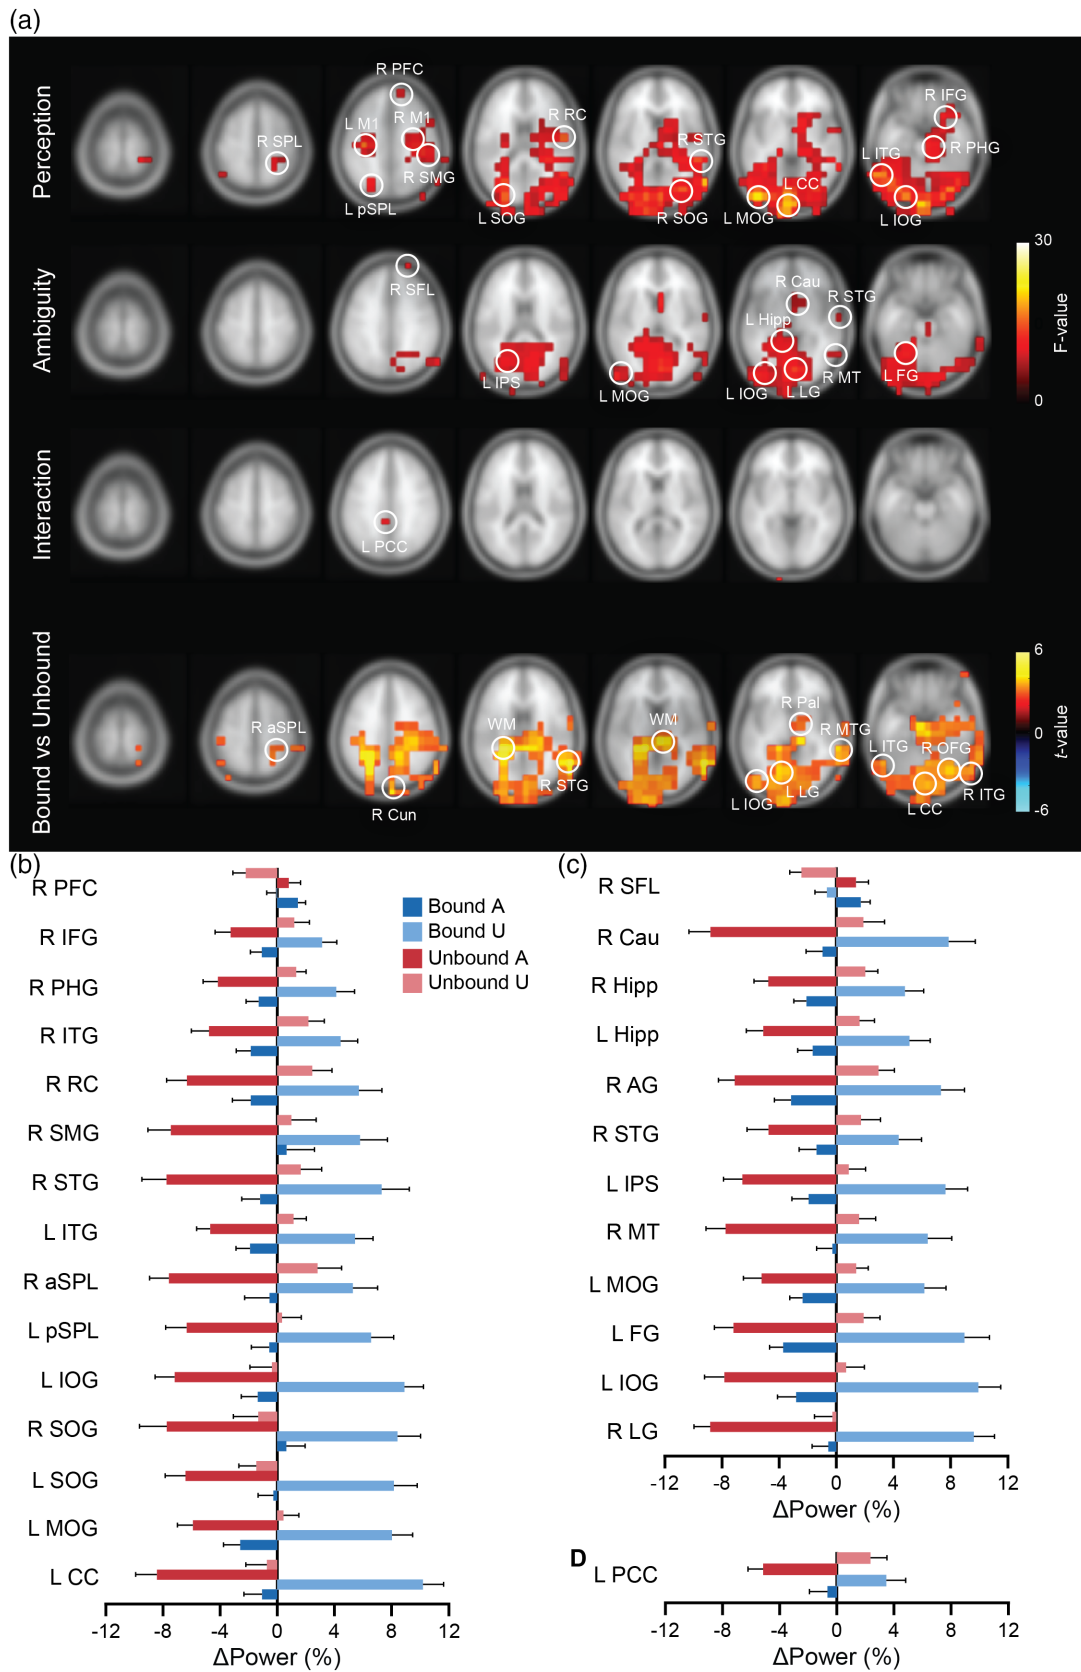 (a)
Perception
R PFC
L M1
R M1
R SPL
R SMG
L pSPL
R RC
L SOG
R STG
R SOG
L CC
L MOG
R IFG
R PHG
L ITG
L IOG
Ambiguity
R SFL
L IPS
L MOG
R Cau
R STG
L Hipp
R MT
L IOG
L LG
L FG
30
F-value
0
Interaction
L PCC
Bound vs Unbound
R aSPL
R Cun
WM
R STG
WM
R Pal
R MTG
L IOG
L LG
L ITG
R OFG
L CC
R ITG
6
0
t-value
-6
(b)
R PFC
R IFG
R PHG
R ITG
R RC
R SMG
R STG
L ITG
R aSPL
L pSPL
L IOG
R SOG
L SOG
L MOG
L CC
-12 -8 -4 0 4 8 12
ΔPower (%)
Bound A
Bound U
Unbound A
Unbound U
(c)
R SFL
R Cau
R Hipp
L Hipp
R AG
R STG
L IPS
R MT
L MOG
L FG
L IOG
R LG
-12 -8 -4 0 4 8 12
ΔPower (%)
D
L PCC
-12 -8 -4 0 4 8 12
ΔPower (%)